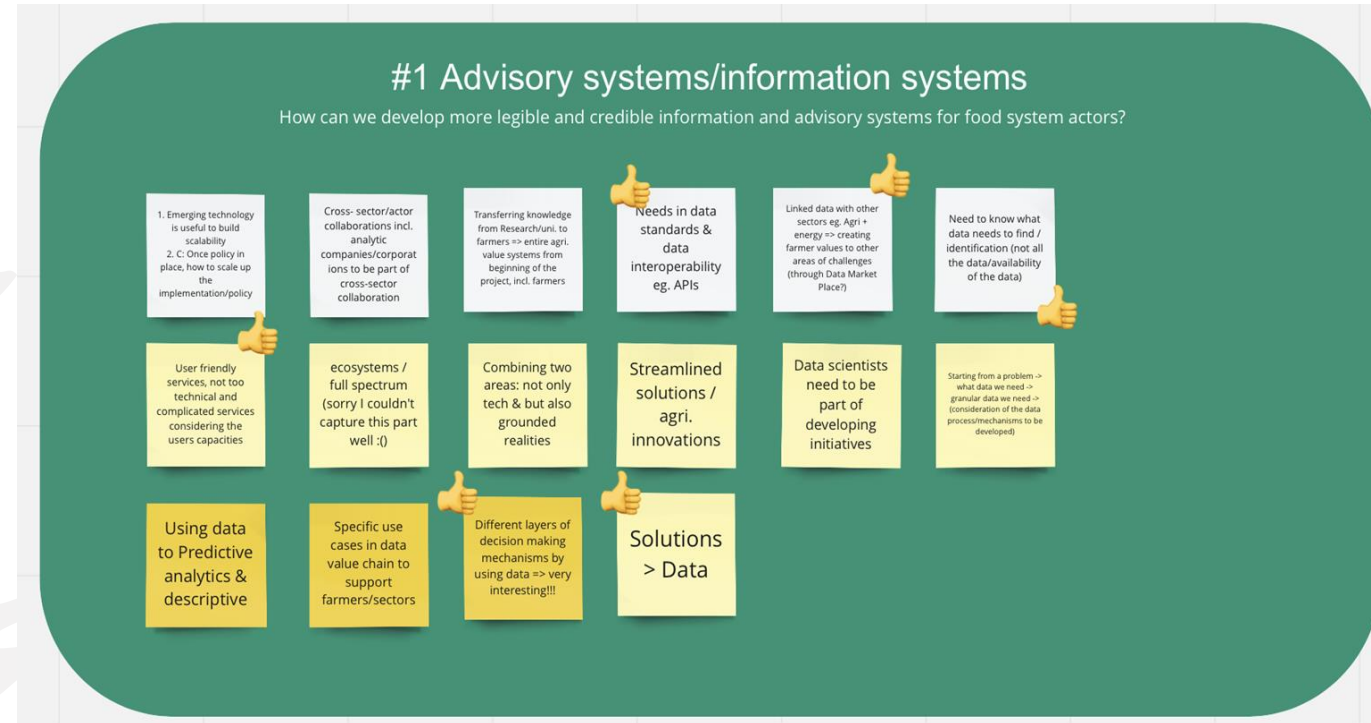 #1 Advisory systems/information systems
How can we develop more legible and credible information and advisory systems for food system actors?
1. Emerging technology
is useful to build
scalability
2. C: Once policy in
place, how to scale up
the
implementation/policy
Cross- sector/actor
collaborations incl.
analytic
companies/corporat
ions to be part of
cross-sector
collaboration
Transferring knowledge
from Research/uni. to
farmers => entire agri.
value systems from
beginning of the
project, incl. farmers
Needs in data
standards &
data
interoperability
eg. APIs
Linked data with other
sectors eg. Agri +
energy => creating
farmer values to other
areas of challenges
(through Data Market
Place?)
Need to know what
data needs to find /
identification (not all
the data/availability
of the data)
User friendly
services, not too
technical and
complicated services
considering the
users capacities
ecosystems /
full spectrum
(sorry I couldn't
capture this part
well :()
Combining two
areas: not only
tech & but also
grounded
realities
Streamlined
solutions /
agri.
innovations
Data scientists
need to be
part of
developing
initiatives
Starting from a problem ->
what data we need ->
granular data we need ->
(consideration of the data
process/mechanisms to be
developed)
Using data
to Predictive
analytics &
descriptive
Specific use
cases in data
value chain to
support
farmers/sectors
Different layers of
decision making
mechanisms by
using data => very
interesting!!!
Solutions
> Data